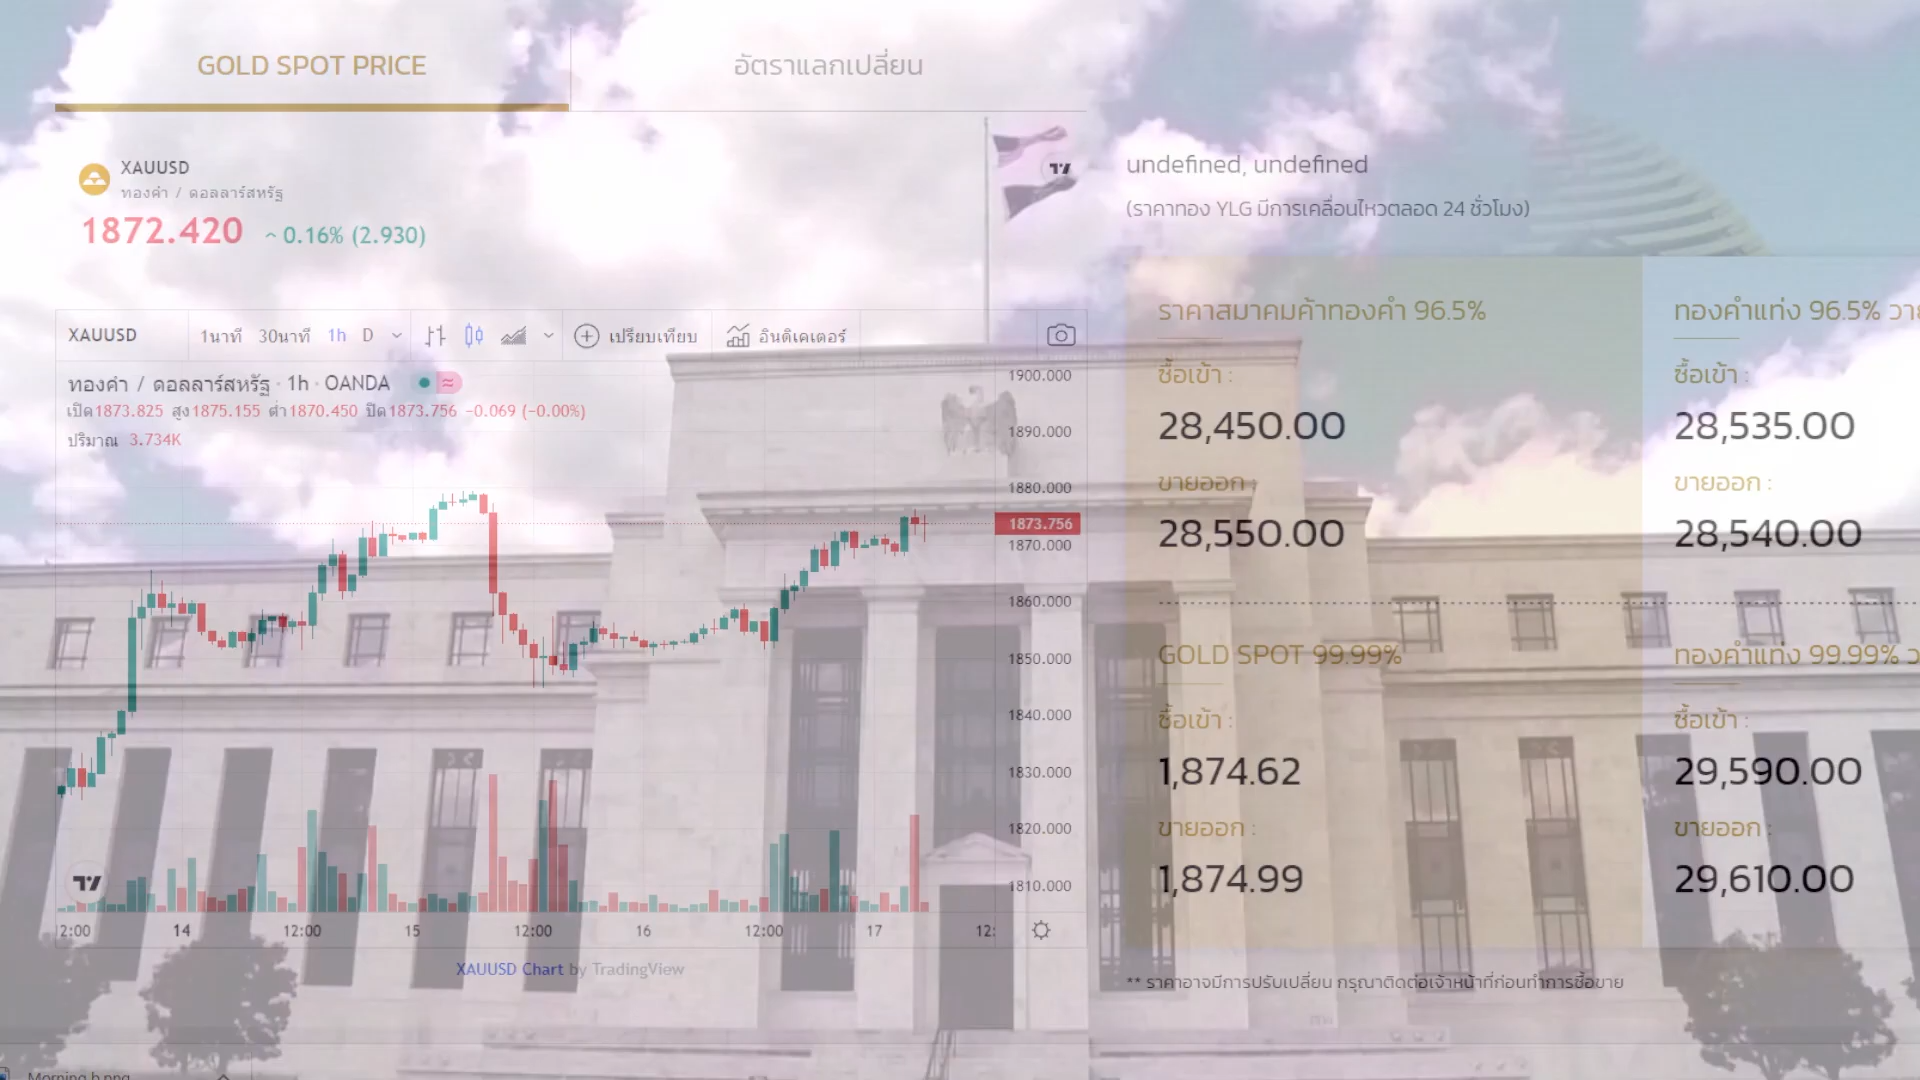 GOLD SPOT PRICE
อัตราแลกเปลี่ยน
XAUUSD
ทองคำ / ดอลลาร์สหรัฐ
1872.420 0.16% (2.930)
XAUUSD 1นาที 30นาที 1h D เปรียบเทียบ อินดิเคเตอร์
ทองคำ / ดอลลาร์สหรัฐ · 1h · OANDA
เปิด1873.825 สูง1875.155 ต่ำ1870.450 ปิด1873.756 −0.069 (−0.00%)
ปริมาณ 3.734K
1900.000
1890.000
1880.000
1873.756
1870.000
1860.000
1850.000
1840.000
1830.000
1820.000
1810.000
2:00 14 12:00 15 12:00 16 12:00 17 12:
XAUUSD Chart by TradingView
undefined, undefined
(ราคาทอง YLG มีการเคลื่อนไหวตลอด 24 ชั่วโมง)
ราคาสมาคมค้าทองคำ 96.5%
ซื้อเข้า :
28,450.00
ขายออก :
28,550.00
GOLD SPOT 99.99%
ซื้อเข้า :
1,874.62
ขายออก :
1,874.99
ทองคำแท่ง 96.5%
ซื้อเข้า :
28,535.00
ขายออก :
28,540.00
ทองคำแท่ง 99.99%
ซื้อเข้า :
29,590.00
ขายออก :
29,610.00
** ราคาอาจมีการปรับเปลี่ยน กรุณาติดต่อเจ้าหน้าที่ก่อนทำการซื้อขาย
Morning b.png